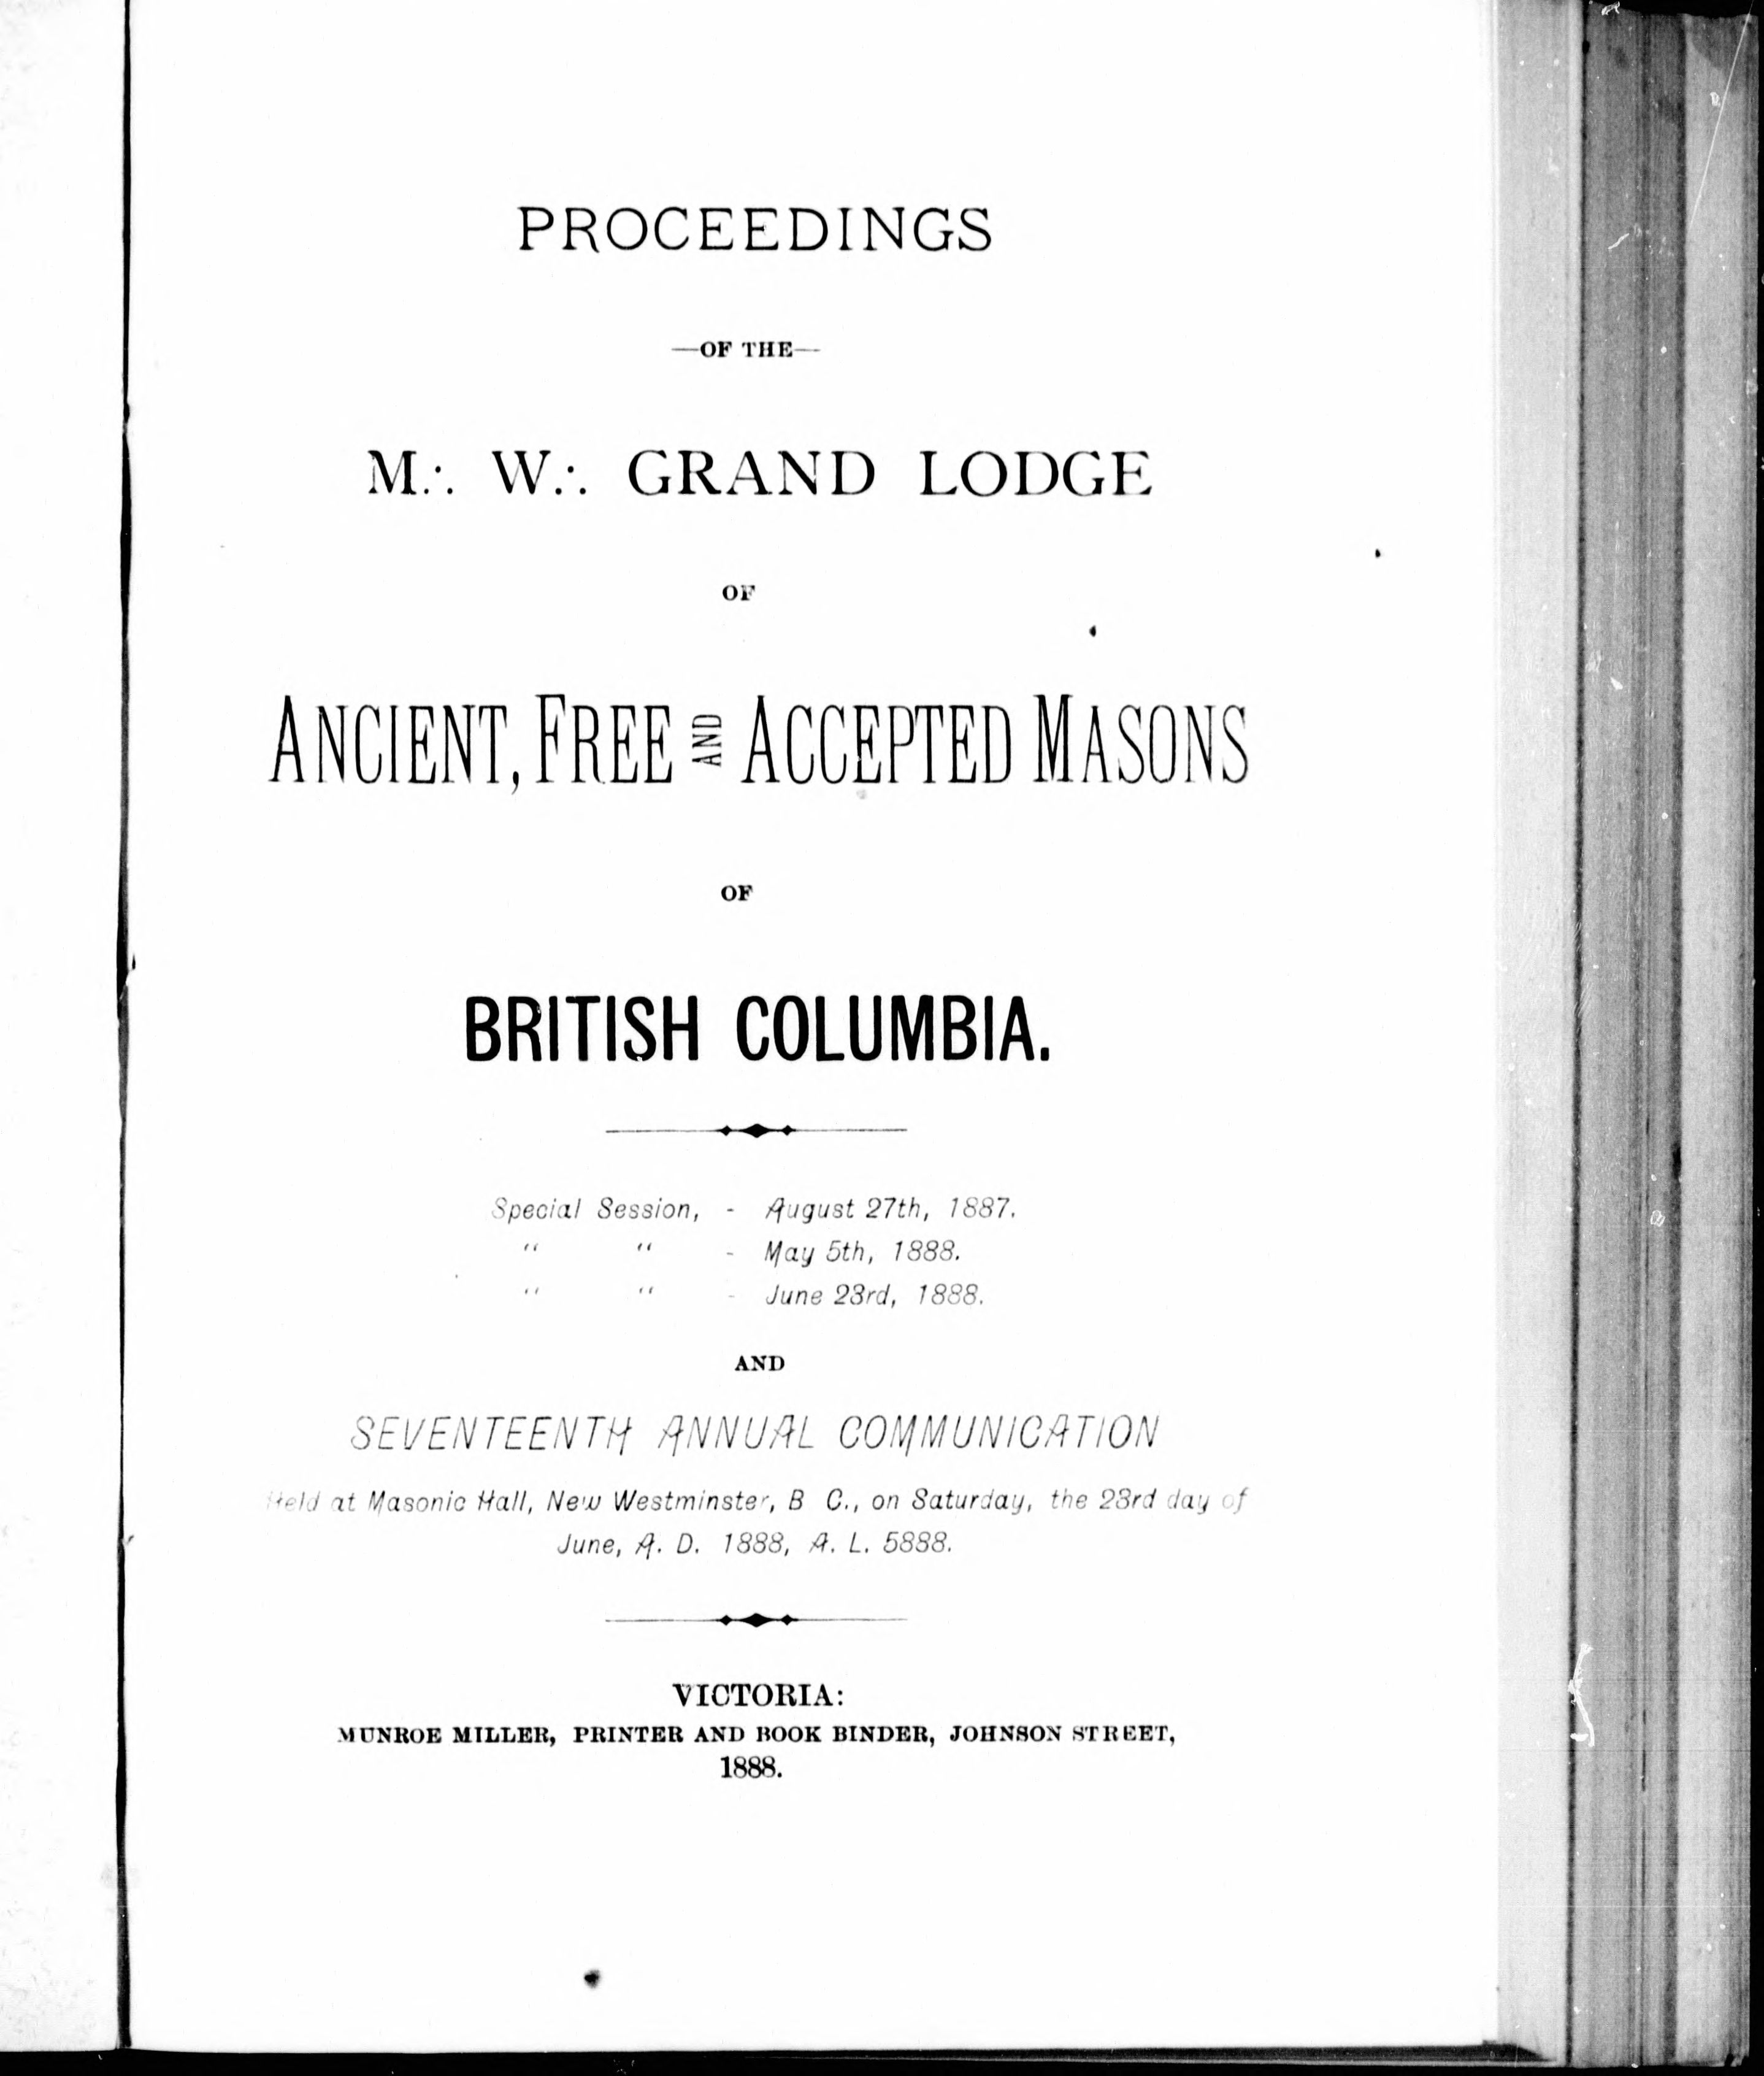 PROCEEDINGS
—OF THE—
M∴ W∴ GRAND LODGE
OF
ANCIENT, FREE AND ACCEPTED MASONS
OF
BRITISH COLUMBIA.
Special Session, - August 27th, 1887.
“ “ - May 5th, 1888.
“ “ - June 23rd, 1888.
AND
SEVENTEENTH ANNUAL COMMUNICATION
Held at Masonic Hall, New Westminster, B C., on Saturday, the 23rd day of
June, A. D. 1888, A. L. 5888.
VICTORIA:
MUNROE MILLER, PRINTER AND BOOK BINDER, JOHNSON STREET,
1888.